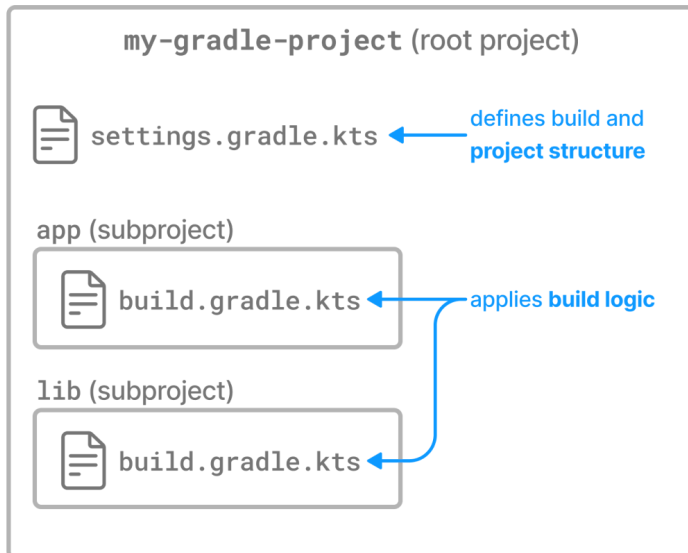 my-gradle-project (root project)
settings.gradle.kts
defines build and
project structure
app (subproject)
build.gradle.kts
applies build logic
lib (subproject)
build.gradle.kts